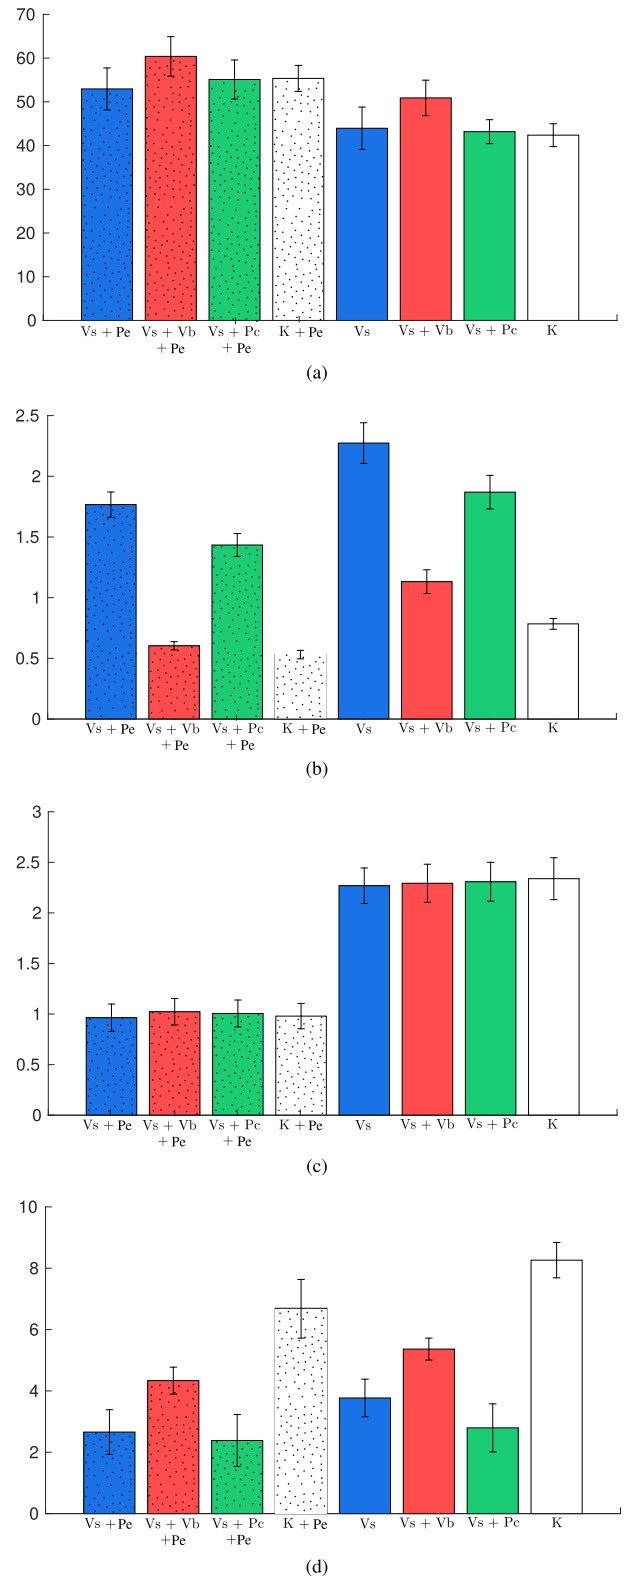 70
60
50
40
30
20
10
0
Vs + Pe Vs + Vb Vs + Pc K + Pe Vs Vs + Vb Vs + Pc K
+ Pe + Pe
(a)
2.5
2
1.5
1
0.5
0
Vs + Pe Vs + Vb Vs + Pc K + Pe Vs Vs + Vb Vs + Pc K
+ Pe + Pe
(b)
3
2.5
2
1.5
1
0.5
0
Vs + Pe Vs + Vb Vs + Pc K + Pe Vs Vs + Vb Vs + Pc K
+ Pe + Pe
(c)
10
8
6
4
2
0
Vs + Pe Vs + Vb Vs + Pc K + Pe Vs Vs + Vb Vs + Pc K
+Pe +Pe
(d)